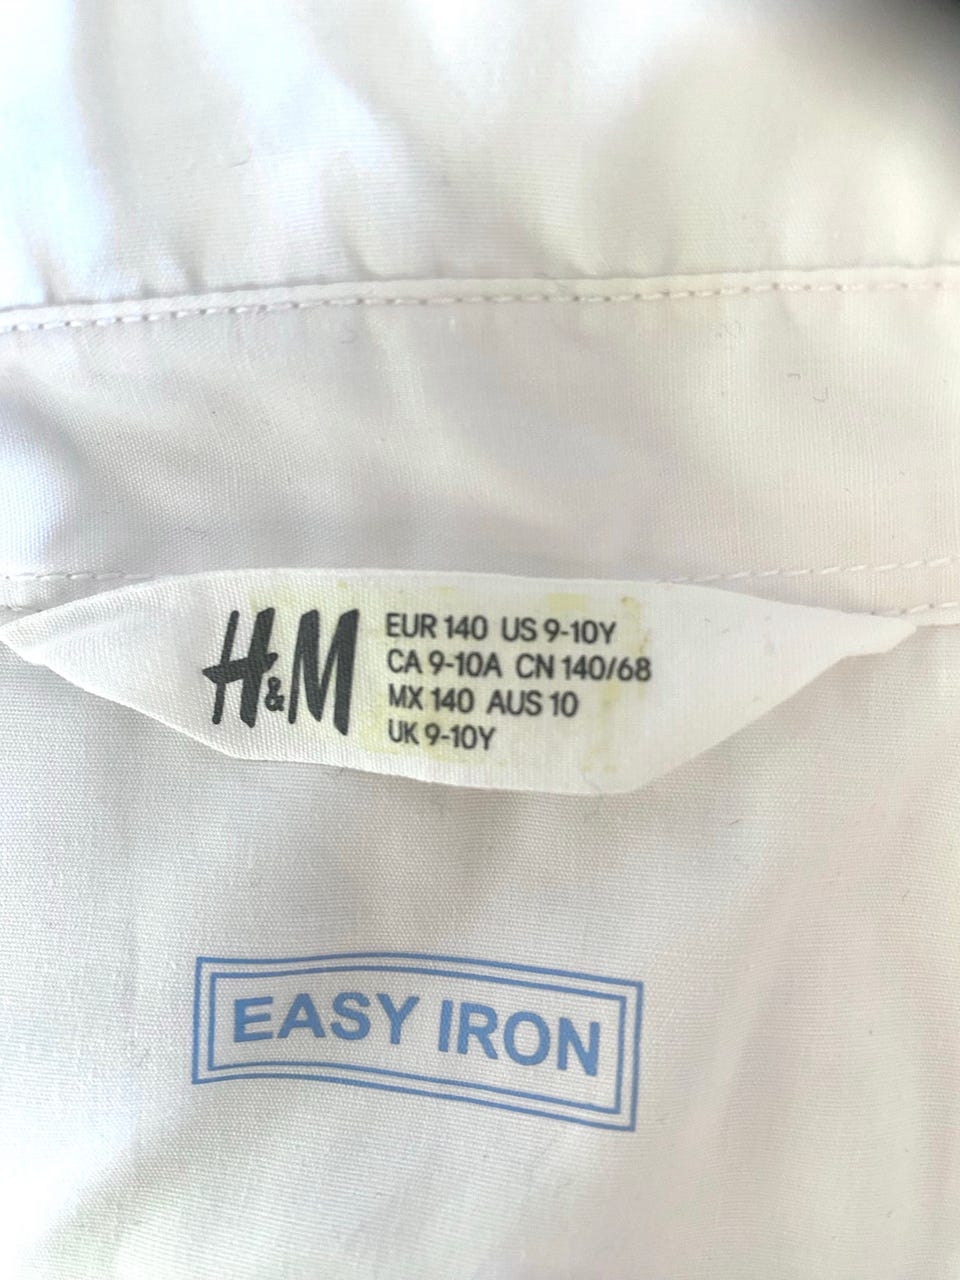 H&M
EUR 140 US 9-10Y
CA 9-10A CN 140/68
MX 140 AUS 10
UK 9-10Y
EASY IRON